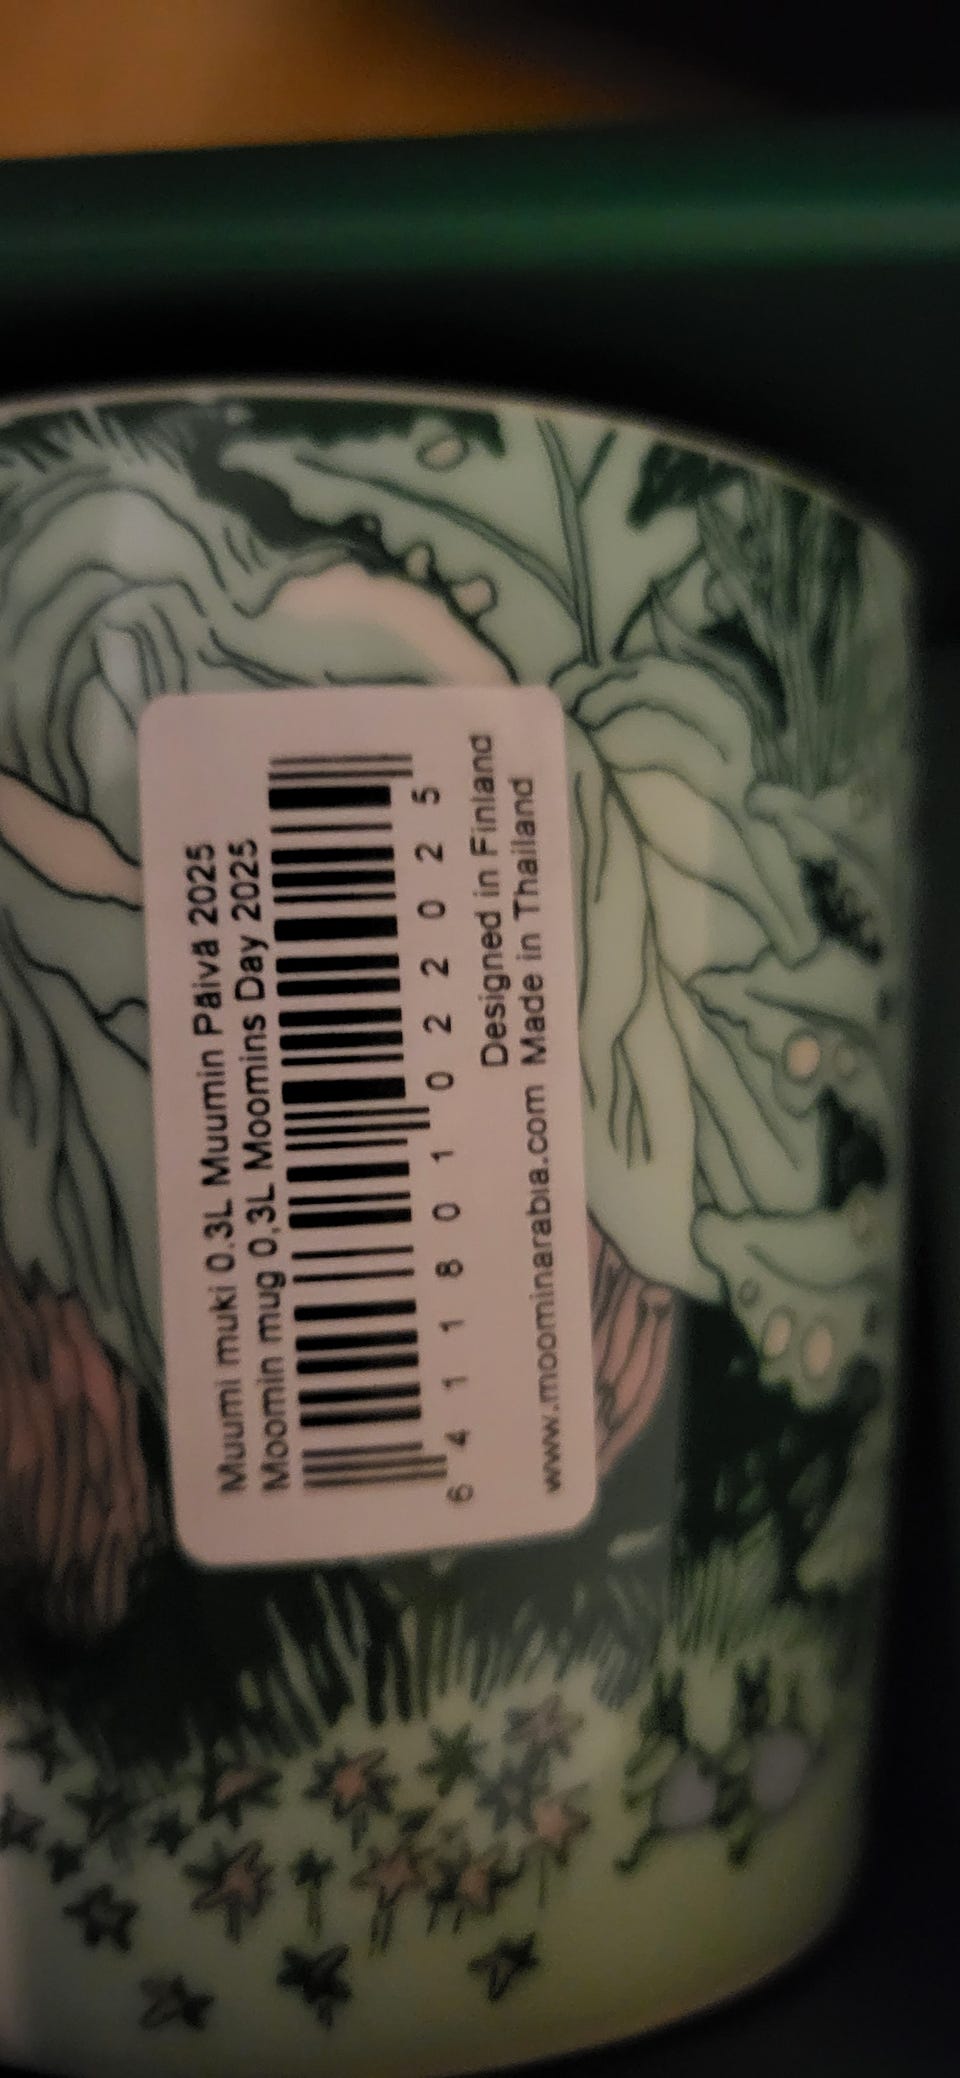 Muumi muki 0.3L Muumin Päivä 2025
Moomin mug 0,3L Moomins Day 2025
6 411801 022025
Designed in Finland
www.moominarabia.com Made in Thailand